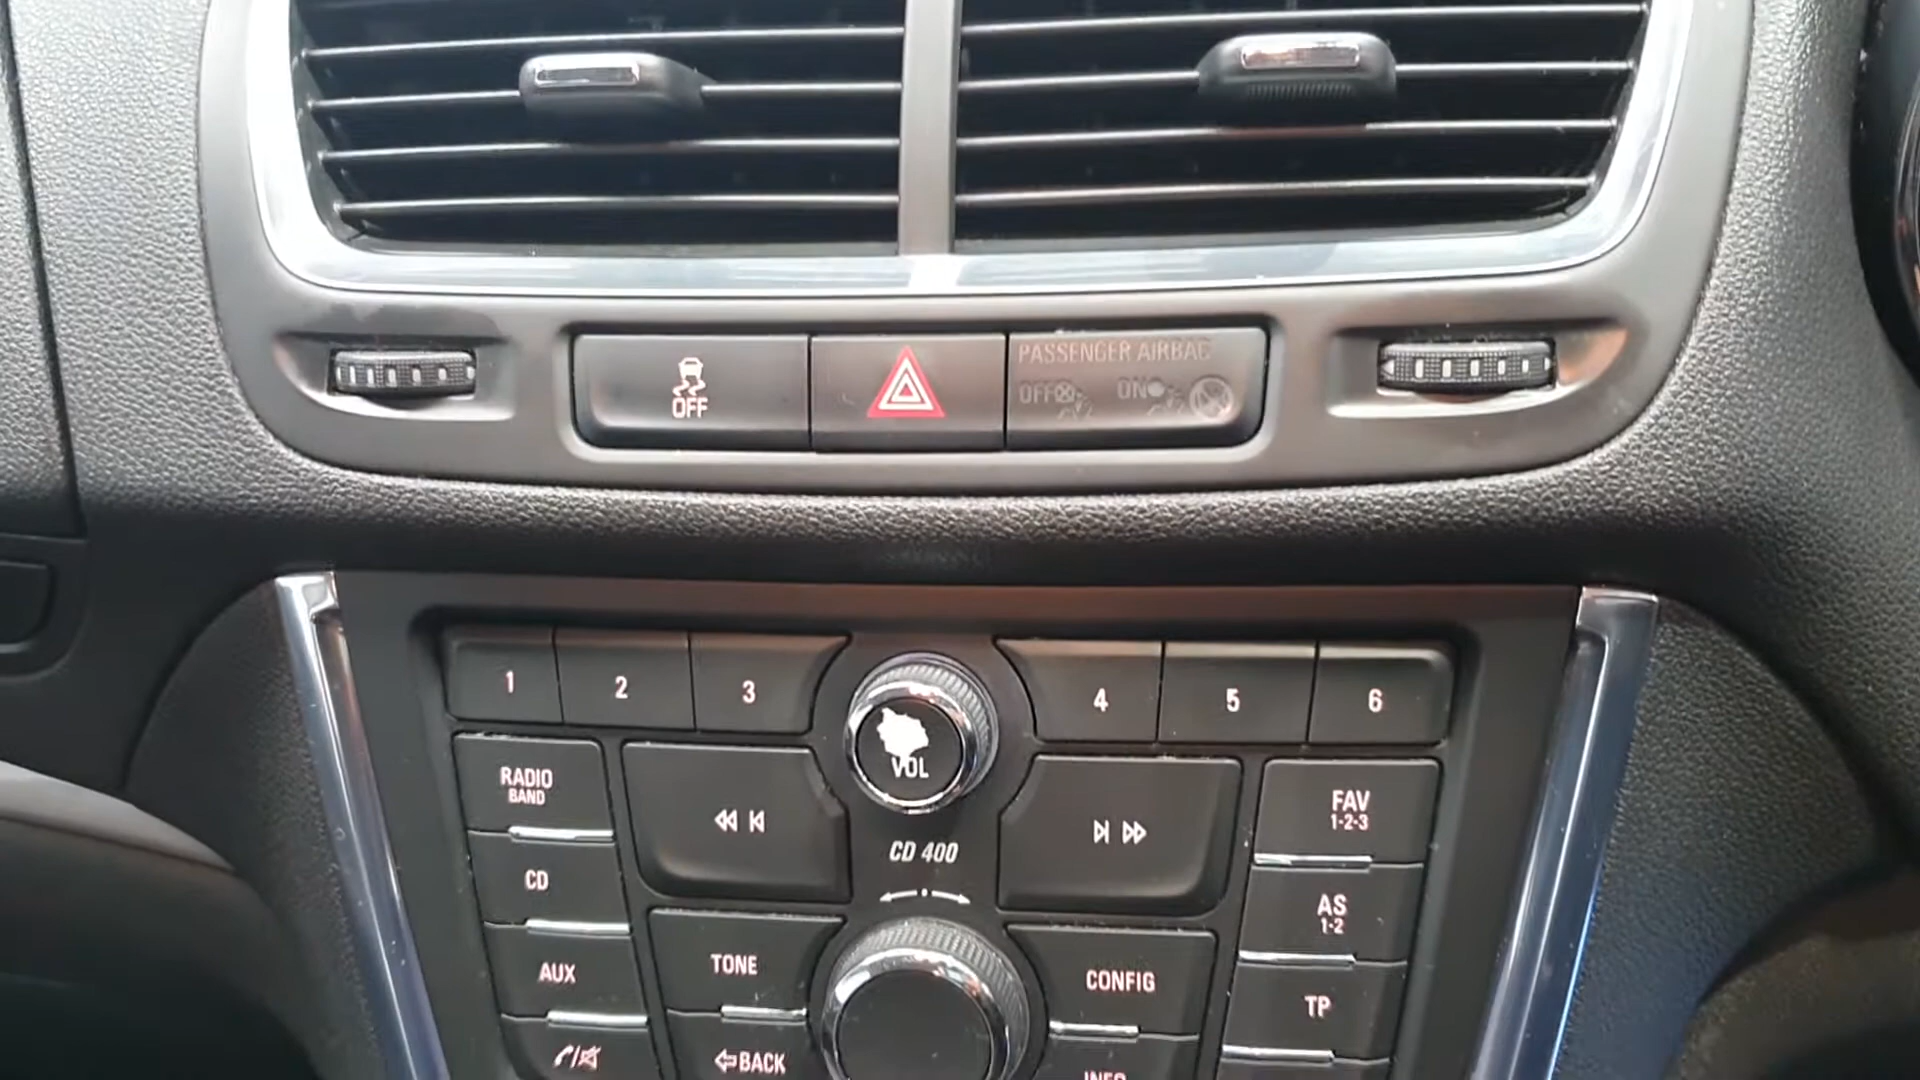 OFF
PASSENGER AIRBAG
OFF ON
1 2 3 4 5 6
VOL
RADIO
BAND
FAV
1-2-3
CD 400
CD
AS
1-2
AUX
TONE
CONFIG
TP
BACK
INFO